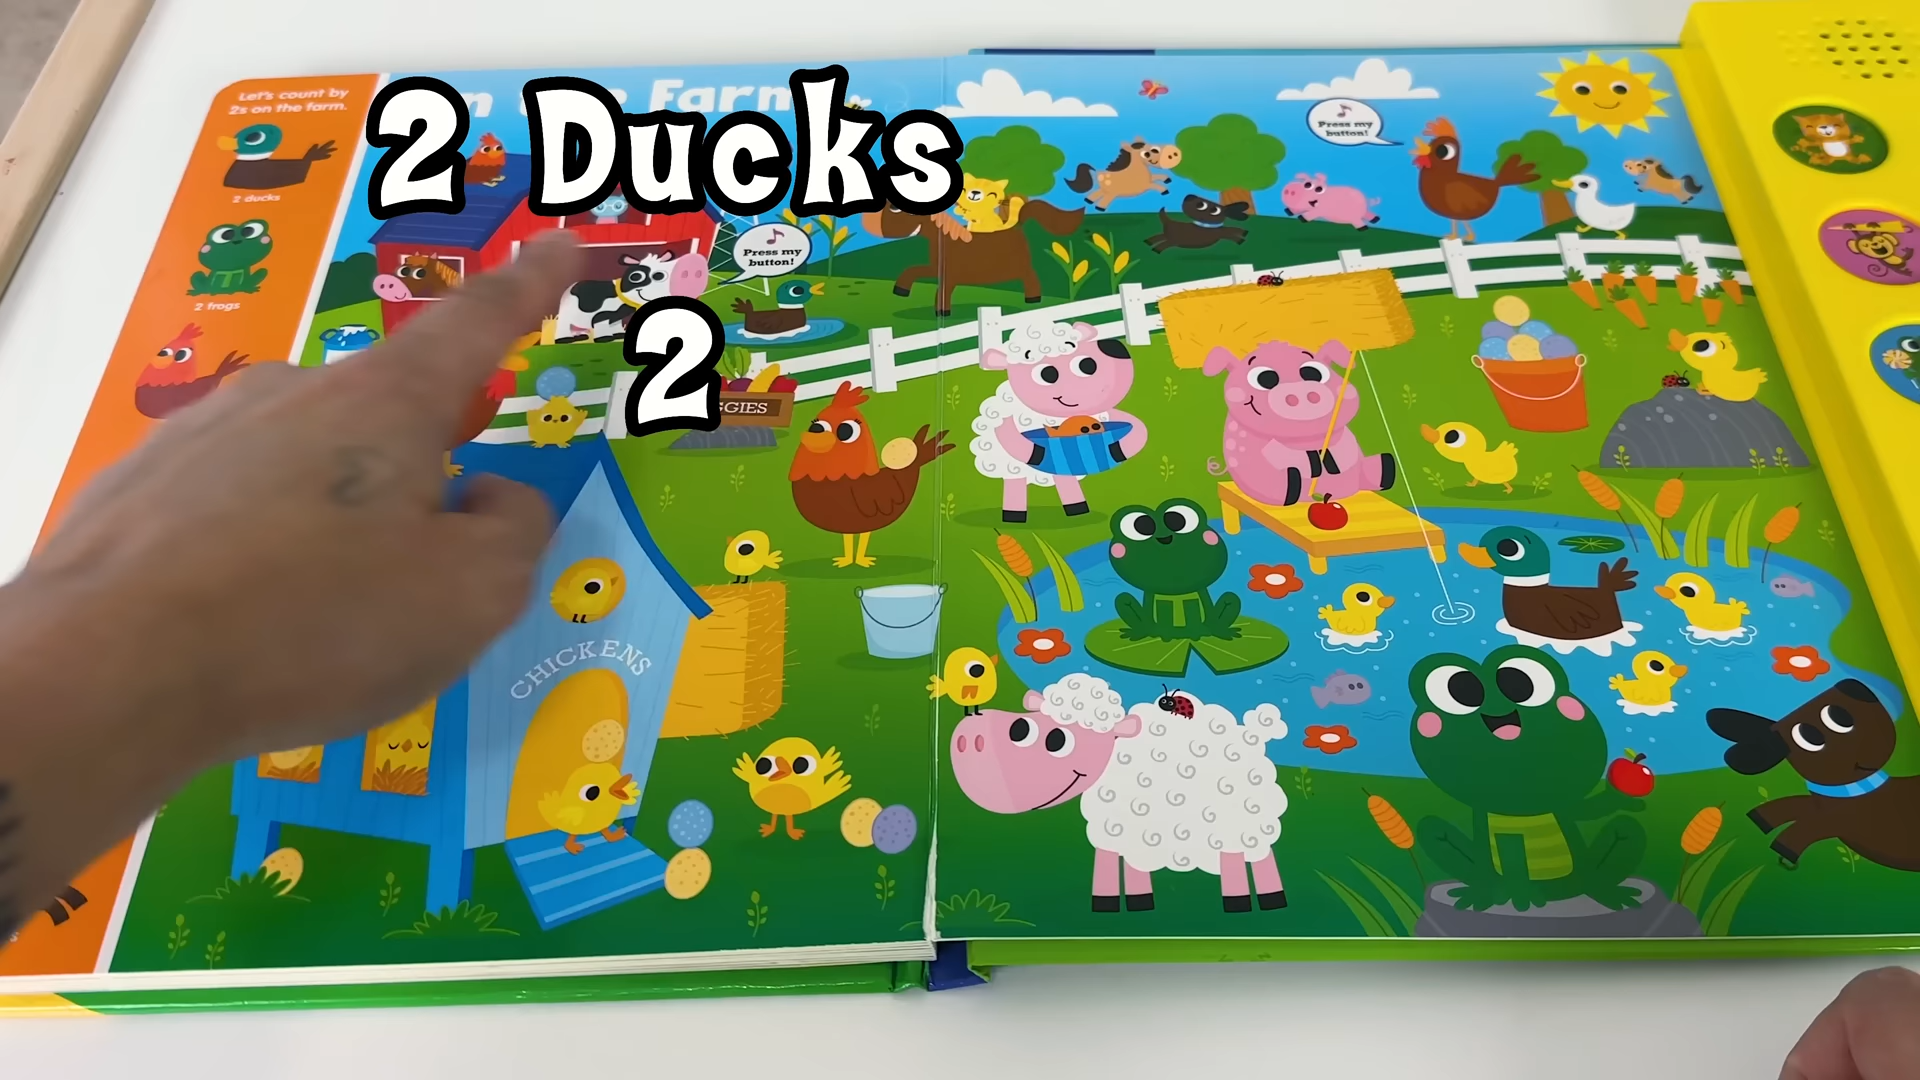 Let's count by
2s on the farm.
2 ducks
2 frogs
Farm
2 Ducks
2
Press my
button!
Press my
button!
GGIES
CHICKENS